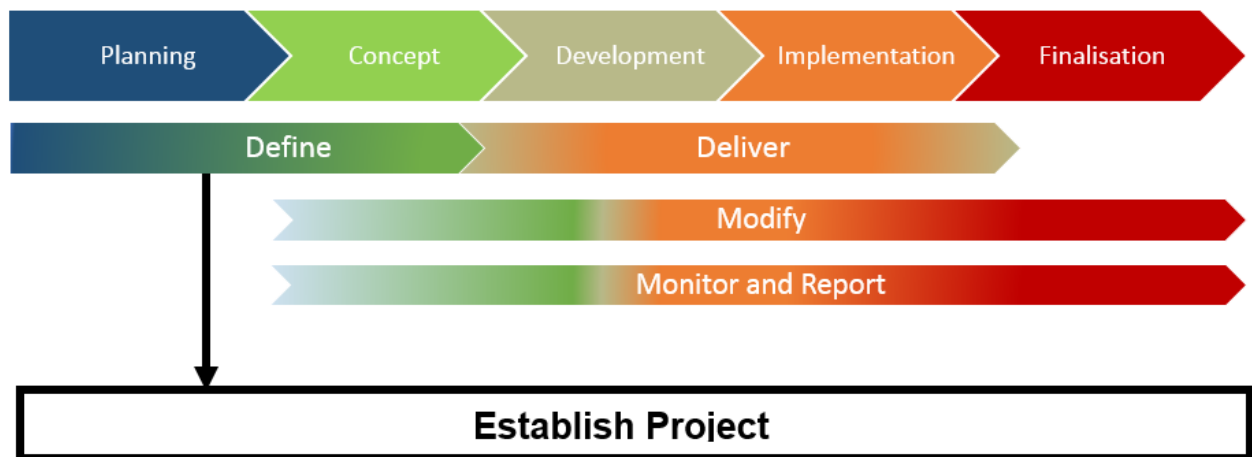 Planning
Concept
Development
Implementation
Finalisation
Define
Deliver
Modify
Monitor and Report
Establish Project